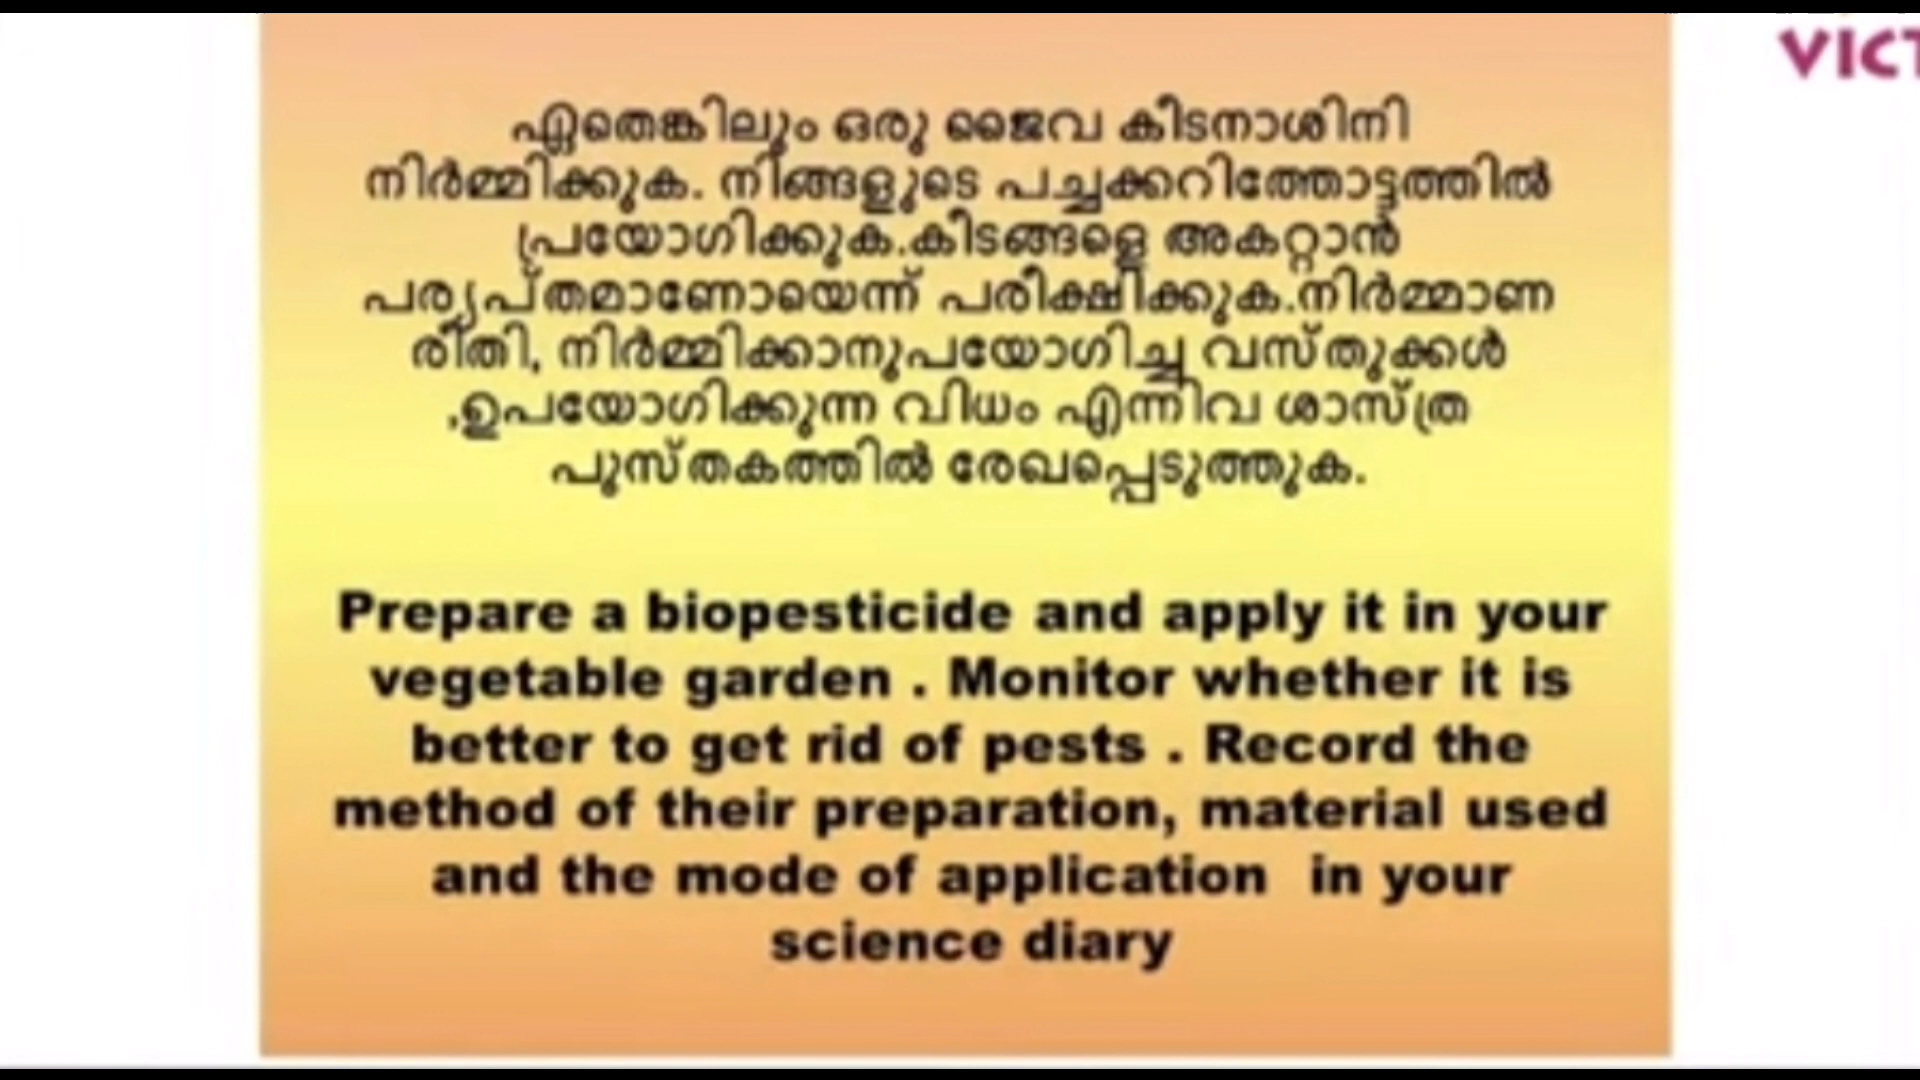 VICT
ഏതെങ്കിലും ഒരു ജൈവ കീടനാശിനി
നിർമ്മിക്കുക. നിങ്ങളുടെ പച്ചക്കറിത്തോട്ടത്തിൽ
പ്രയോഗിക്കുക.കീടങ്ങളെ അകറ്റാൻ
പര്യപ്തമാണോയെന്ന് പരീക്ഷിക്കുക.നിർമ്മാണ
രീതി, നിർമ്മിക്കാനുപയോഗിച്ച വസ്തുക്കൾ
,ഉപയോഗിക്കുന്ന വിധം എന്നിവ ശാസ്ത്ര
പുസ്തകത്തിൽ രേഖപ്പെടുത്തുക.
Prepare a biopesticide and apply it in your
vegetable garden . Monitor whether it is
better to get rid of pests . Record the
method of their preparation, material used
and the mode of application in your
science diary